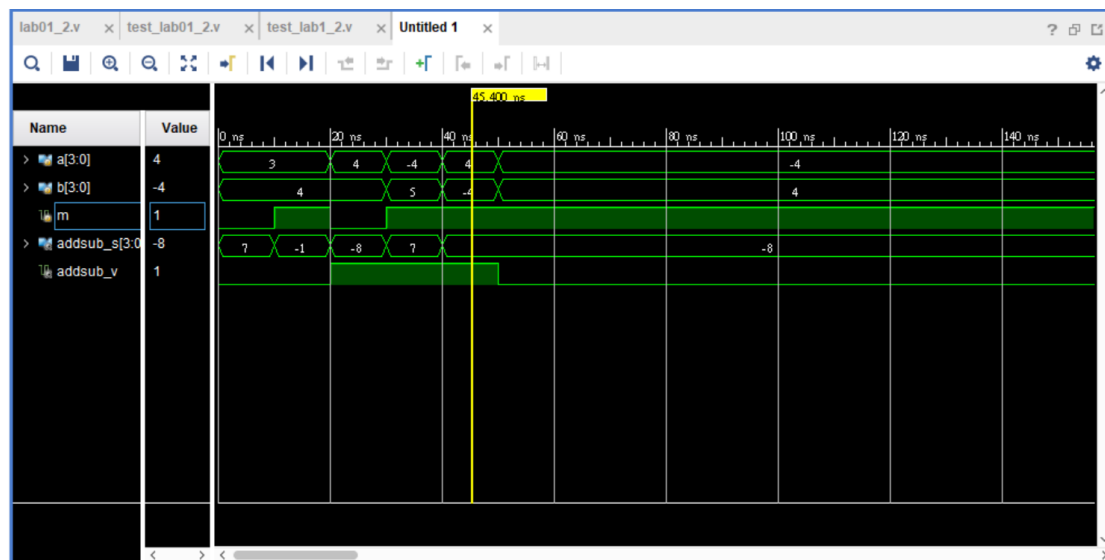 lab01_2.v × test_lab01_2.v × test_lab1_2.v × Untitled 1 × ?
45.400 ns
Name Value
0 ns 20 ns 40 ns 60 ns 80 ns 100 ns 120 ns 140 ns
a[3:0] 4 3 4 -4 4 -4
b[3:0] -4 4 5 -4 4
m 1
addsub_s[3:0 -8 7 -1 -8 7 -8
addsub_v 1